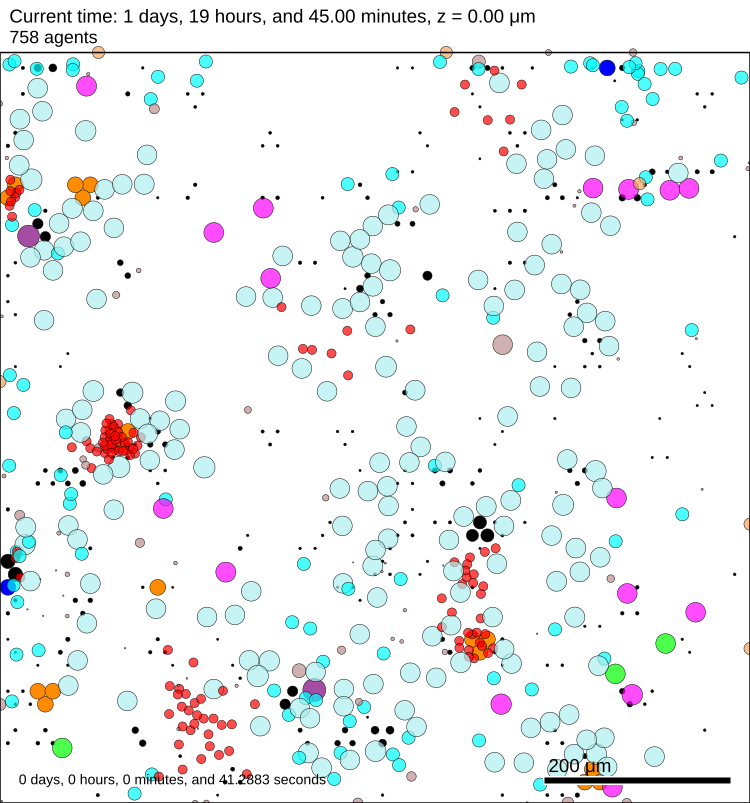 Current time: 1 days, 19 hours, and 45.00 minutes, z = 0.00 μm
758 agents
200 μm
0 days, 0 hours, 0 minutes, and 41.2883 seconds